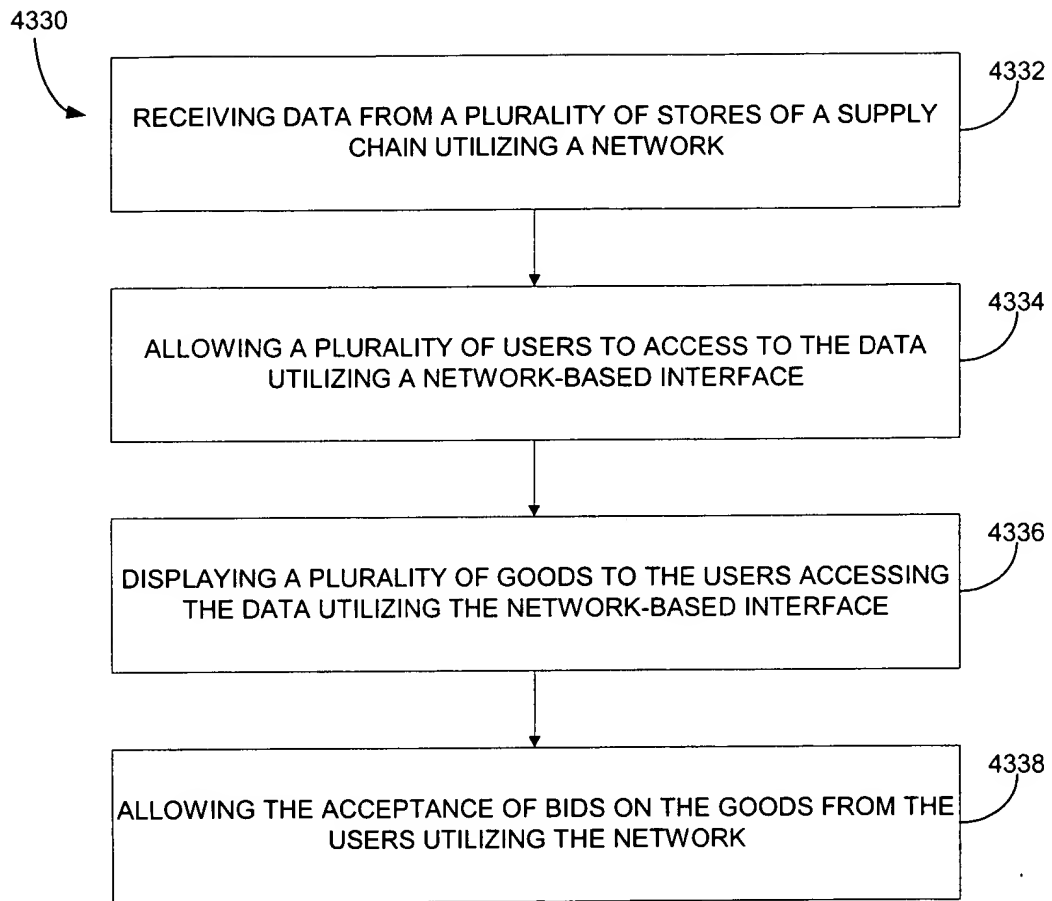 4330
4332
RECEIVING DATA FROM A PLURALITY OF STORES OF A SUPPLY
CHAIN UTILIZING A NETWORK
4334
ALLOWING A PLURALITY OF USERS TO ACCESS TO THE DATA
UTILIZING A NETWORK-BASED INTERFACE
4336
DISPLAYING A PLURALITY OF GOODS TO THE USERS ACCESSING
THE DATA UTILIZING THE NETWORK-BASED INTERFACE
4338
ALLOWING THE ACCEPTANCE OF BIDS ON THE GOODS FROM THE
USERS UTILIZING THE NETWORK